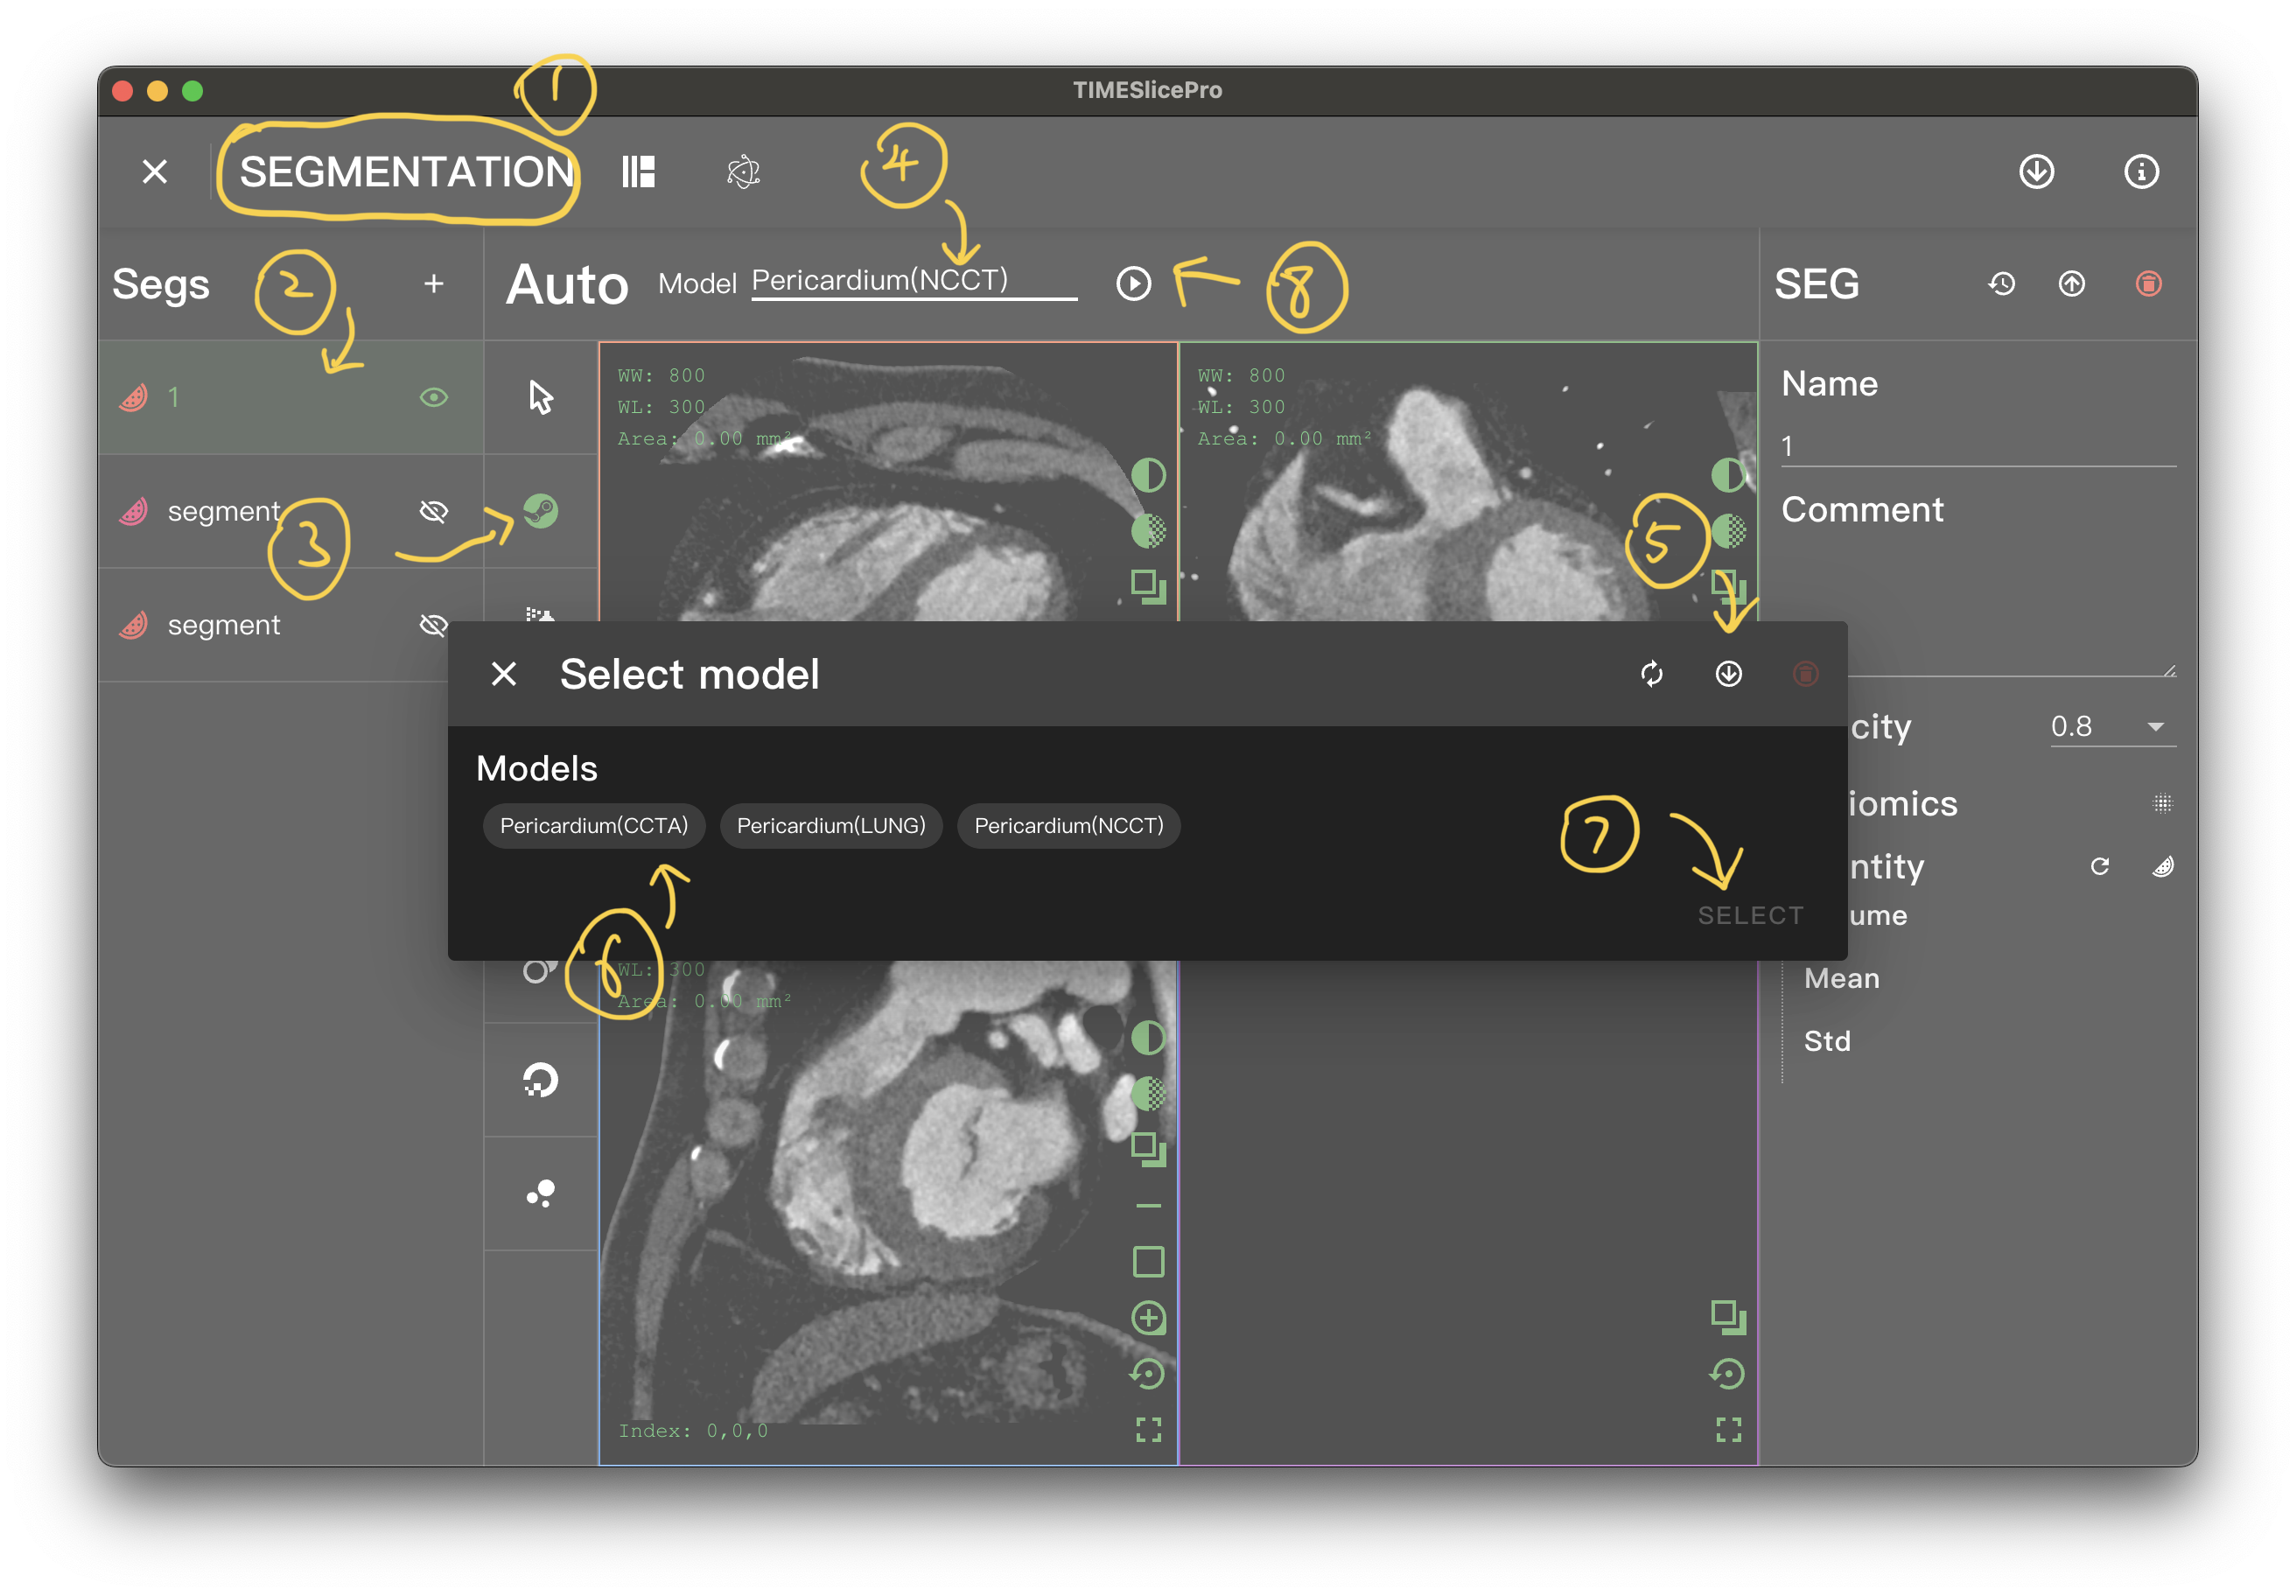 TIMESlicePro
1
SEGMENTATION
4
Segs
2
+
Auto
Model
Pericardium(NCCT)
8
SEG
1
segment
segment
3
WW: 800
WL: 300
Area: 0.00 mm²
WW: 800
WL: 300
Area: 0.00 mm²
5
Name
1
Comment
Select model
Models
Pericardium(CCTA)
Pericardium(LUNG)
Pericardium(NCCT)
7
6
SELECT
city
0.8
iomics
ntity
ume
Mean
Std
WL: 300
Area: 0.00 mm²
Index: 0,0,0